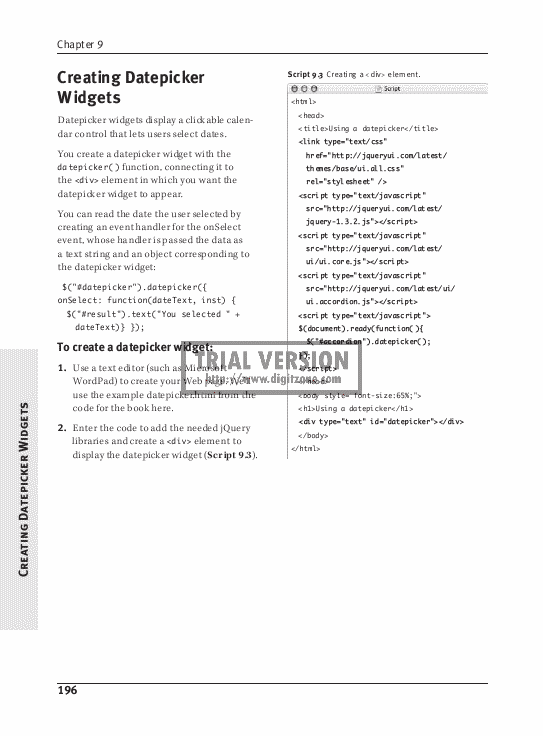 Chapter 9
Creating Datepicker
Widgets
Datepicker widgets display a clickable calen-
dar control that lets users select dates.
You create a datepicker widget with the
datepicker() function, connecting it to
the <div> element in which you want the
datepicker widget to appear.
You can read the date the user selected by
creating an event handler for the onSelect
event, whose handler is passed the data as
a text string and an object corresponding to
the datepicker widget:
$("#datepicker").datepicker({
onSelect: function(dateText, inst) {
$("#result").text("You selected " +
dateText)} });
To create a datepicker widget:
1. Use a text editor (such as Microsoft
WordPad) to create your Web page. We'll
use the example datepicker.html from the
code for the book here.
2. Enter the code to add the needed jQuery
libraries and create a <div> element to
display the datepicker widget (Script 9.3).
Script 9.3 Creating a <div> element.
Script
<html>
<head>
<title>Using a datepicker</title>
<link type="text/css"
href="http://jqueryui.com/latest/
themes/base/ui.all.css"
rel="stylesheet" />
<script type="text/javascript"
src="http://jqueryui.com/latest/
jquery-1.3.2.js"></script>
<script type="text/javascript"
src="http://jqueryui.com/latest/
ui/ui.core.js"></script>
<script type="text/javascript"
src="http://jqueryui.com/latest/ui/
ui.accordion.js"></script>
<script type="text/javascript">
$(document).ready(function(){
$("#accordion").datepicker();
});
</script>
</head>
<body style="font-size:65%;">
<h1>Using a datepicker</h1>
<div type="text" id="datepicker"></div>
</body>
</html>
TRIAL VERSION
http://www.digitzone.com
Creating Datepicker Widgets
196